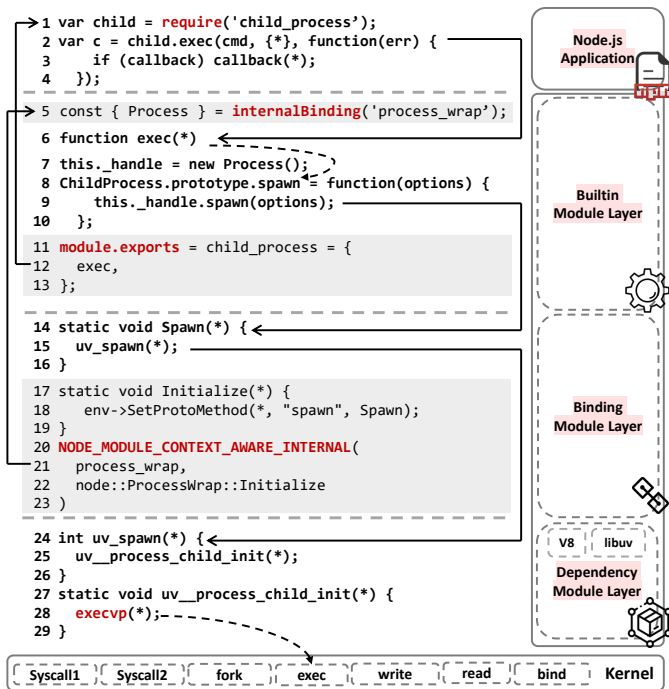 1 var child = require('child_process’);
2 var c = child.exec(cmd, {*}, function(err) {
3 if (callback) callback(*);
4 });
5 const { Process } = internalBinding('process_wrap’);
6 function exec(*)
7 this._handle = new Process();
8 ChildProcess.prototype.spawn = function(options) {
9 this._handle.spawn(options);
10 };
11 module.exports = child_process = {
12 exec,
13 };
14 static void Spawn(*) {
15 uv_spawn(*);
16 }
17 static void Initialize(*) {
18 env->SetProtoMethod(*, "spawn", Spawn);
19 }
20 NODE_MODULE_CONTEXT_AWARE_INTERNAL(
21 process_wrap,
22 node::ProcessWrap::Initialize
23 )
24 int uv_spawn(*) {
25 uv__process_child_init(*);
26 }
27 static void uv__process_child_init(*) {
28 execvp(*);
29 }
Node.js
Application
Builtin
Module Layer
Binding
Module Layer
V8 libuv
Dependency
Module Layer
Syscall1 Syscall2 fork exec write read bind Kernel